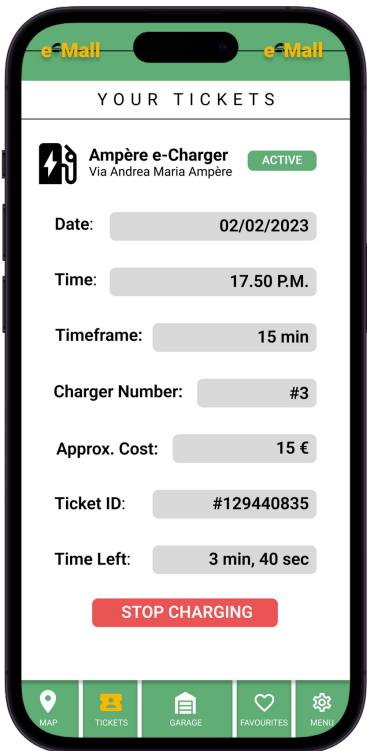 e-Mall e-Mall
YOUR TICKETS
Ampère e-Charger
Via Andrea Maria Ampère
ACTIVE
Date: 02/02/2023
Time: 17.50 P.M.
Timeframe: 15 min
Charger Number: #3
Approx. Cost: 15 €
Ticket ID: #129440835
Time Left: 3 min, 40 sec
STOP CHARGING
MAP TICKETS GARAGE FAVOURITES MENU